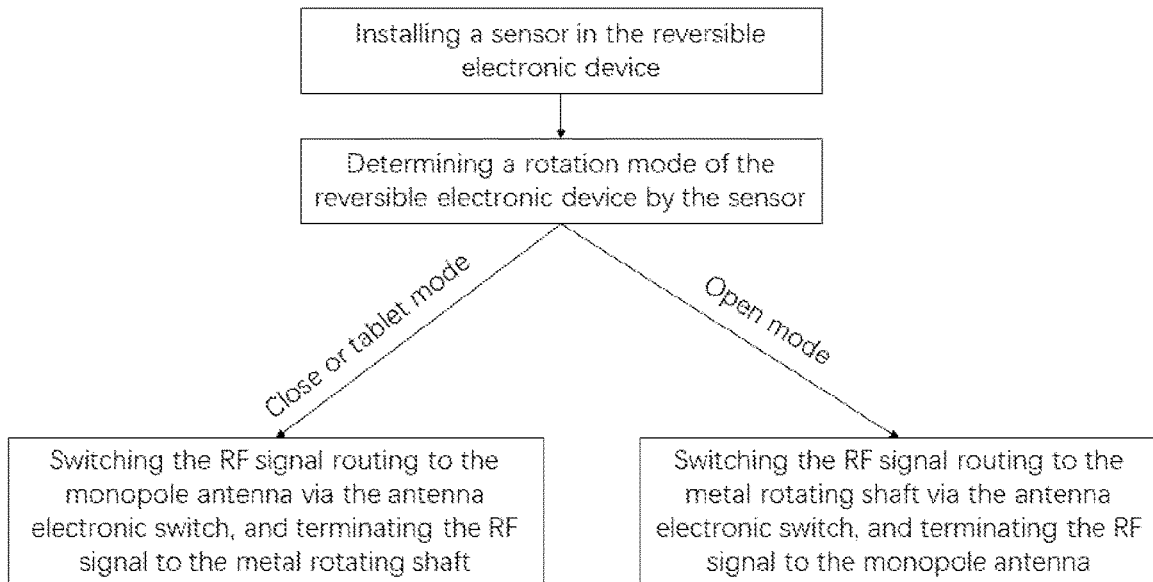 Installing a sensor in the reversible
electronic device
Determining a rotation mode of the
reversible electronic device by the sensor
Close or tablet mode
Open mode
Switching the RF signal routing to the
monopole antenna via the antenna
electronic switch, and terminating the RF
signal to the metal rotating shaft
Switching the RF signal routing to the
metal rotating shaft via the antenna
electronic switch, and terminating the RF
signal to the monopole antenna